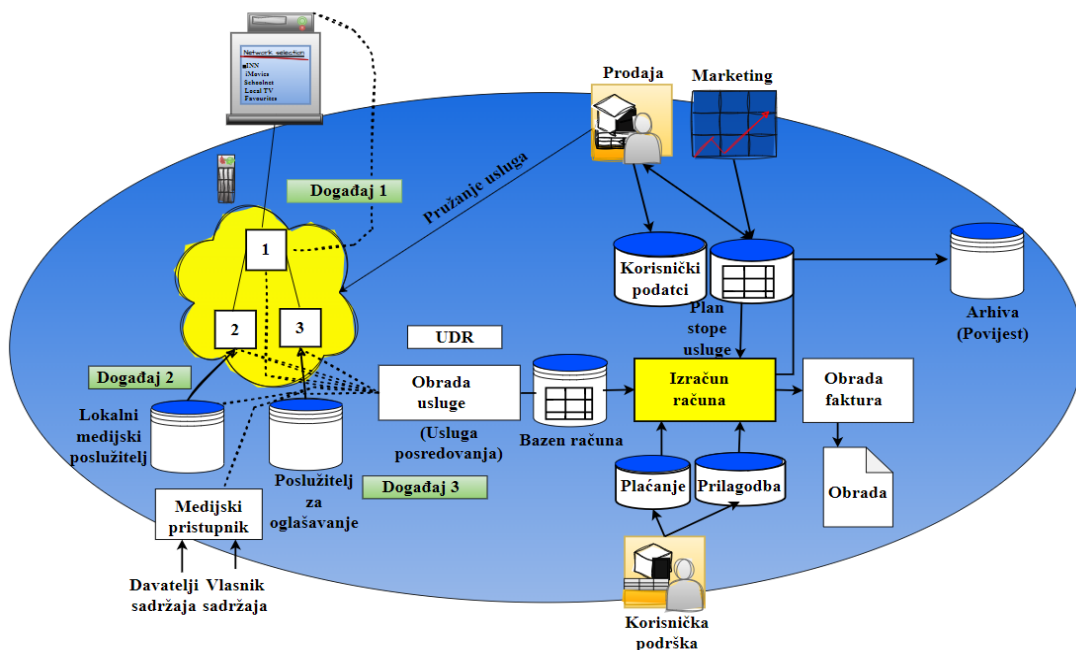 Network selection
INN
iMovies
Schoolnet
Local TV
Favourites
Prodaja
Marketing
Događaj 1
Pružanje usluga
1
2
3
Korisnički
podatci
Plan
stope
usluge
Arhiva
(Povijest)
UDR
Događaj 2
Obrada
usluge
(Usluga
posredovanja)
Bazen računa
Izračun
računa
Obrada
faktura
Lokalni
medijski
poslužitelj
Poslužitelj
za
oglašavanje
Događaj 3
Plaćanje
Prilagodba
Obrada
Medijski
pristupnik
Davatelji
sadržaja
Vlasnik
sadržaja
Korisnička
podrška